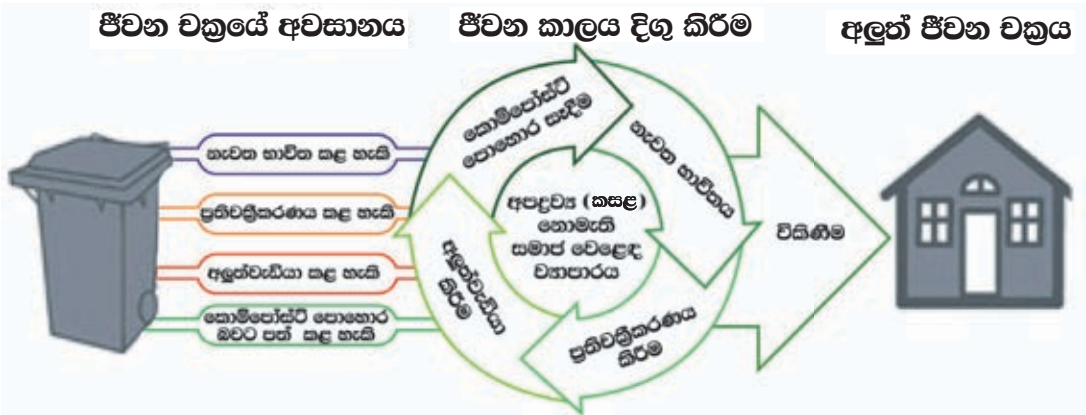 ජීවන චක්‍රයේ අවසානය
ජීවන කාලය දිගු කිරීම
අලුත් ජීවන චක්‍රය
නැවත භාවිත කළ හැකි
ප්‍රතිචක්‍රීකරණය කළ හැකි
අලුත්වැඩියා කළ හැකි
කොම්පෝස්ට් පොහොර
බවට පත් කළ හැකි
කොම්පෝස්ට්
පොහොර සෑදීම
නැවත භාවිතය
ප්‍රතිචක්‍රීකරණය
කිරීම
අලුත්වැඩියා
කිරීම
අපද්‍රව්‍ය (කසළ)
නොමැති
සමාජ වෙළෙඳ
ව්‍යාපාරය
විකිණීම